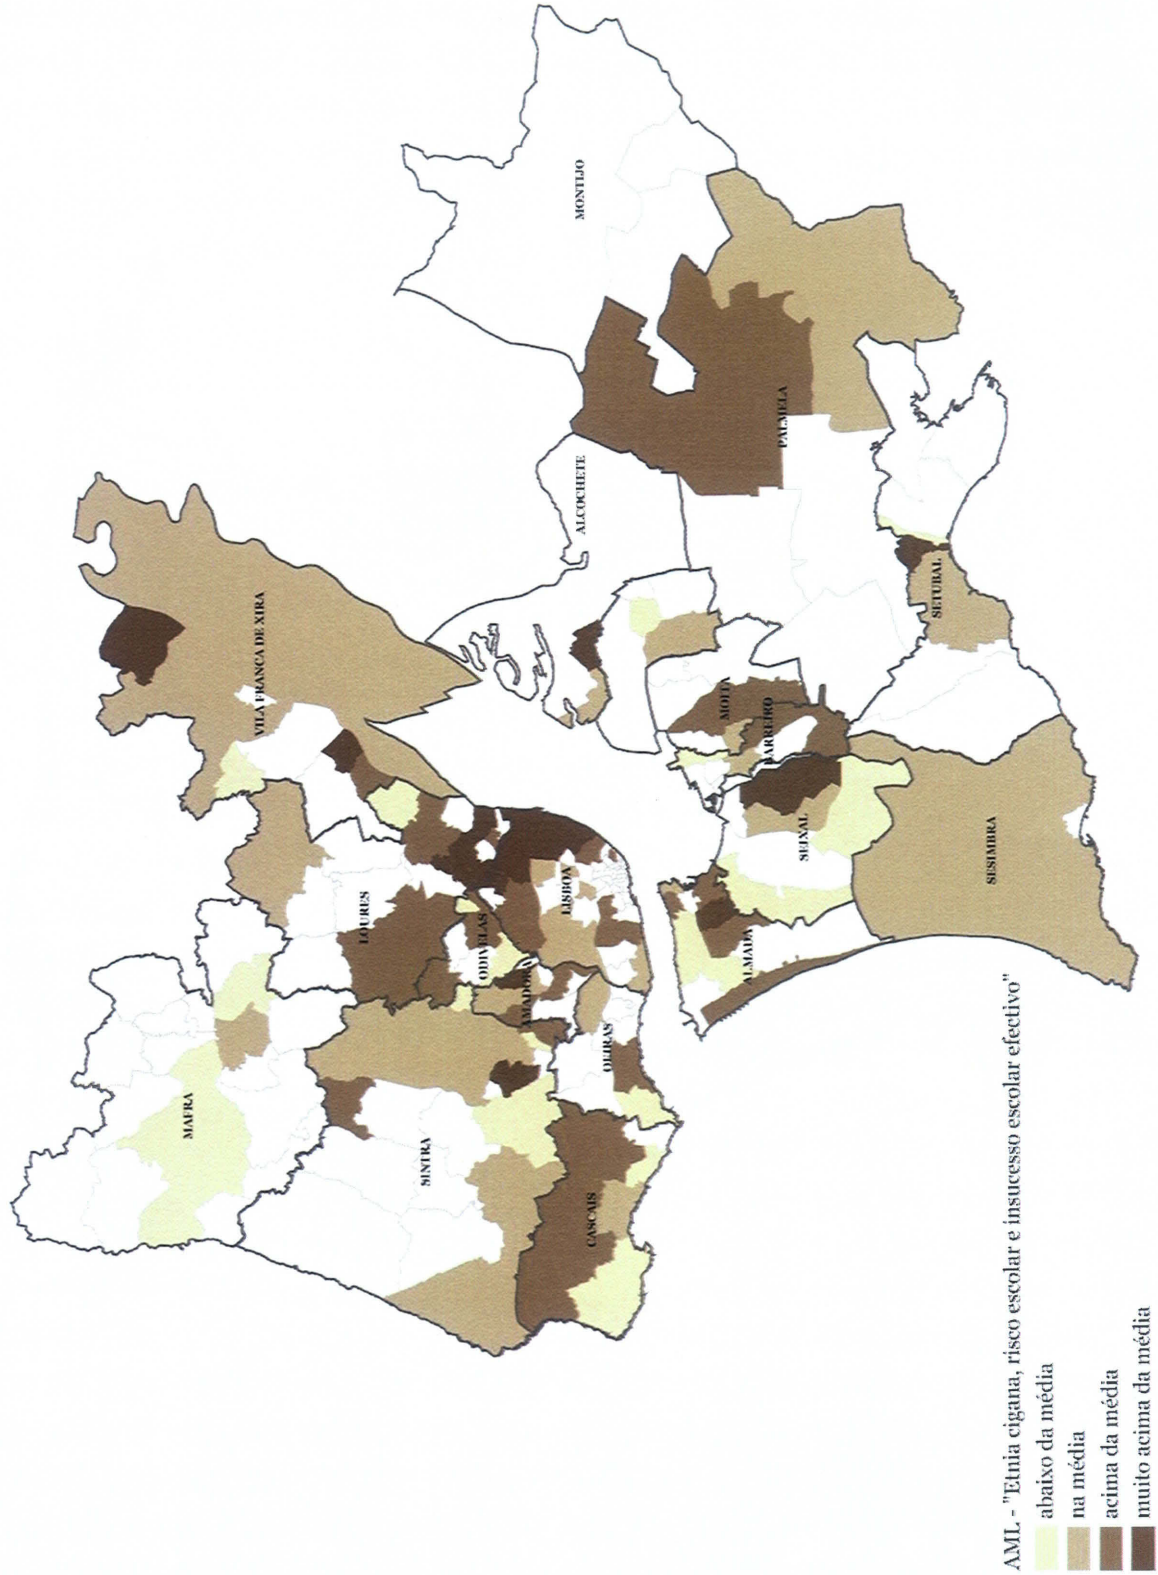 MAFRA
VILA FRANCA DE XIRA
LOURES
SINTRA
ODIVELAS
AMADORA
LISBOA
OEIRAS
CASCAIS
MONTIJO
ALCOCHETE
PALMELA
MOITA
BARREIRO
SEIXAL
ALMADA
SETUBAL
SESIMBRA
AML - "Etnia cigana, risco escolar e insucesso escolar efectivo"
abaixo da média
na média
acima da média
muito acima da média